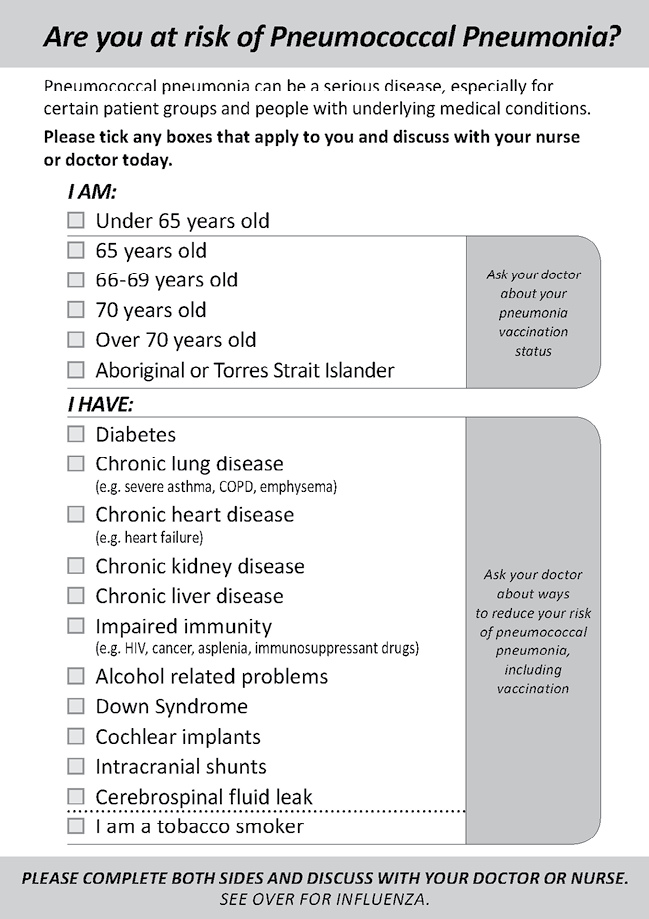 Are you at risk of Pneumococcal Pneumonia?
Pneumococcal pneumonia can be a serious disease, especially for
certain patient groups and people with underlying medical conditions.
Please tick any boxes that apply to you and discuss with your nurse
or doctor today.
I AM:
Under 65 years old
65 years old
66-69 years old
70 years old
Over 70 years old
Aboriginal or Torres Strait Islander
Ask your doctor
about your
pneumonia
vaccination
status
I HAVE:
Diabetes
Chronic lung disease
(e.g. severe asthma, COPD, emphysema)
Chronic heart disease
(e.g. heart failure)
Chronic kidney disease
Chronic liver disease
Impaired immunity
(e.g. HIV, cancer, asplenia, immunosuppressant drugs)
Alcohol related problems
Down Syndrome
Cochlear implants
Intracranial shunts
Cerebrospinal fluid leak
I am a tobacco smoker
Ask your doctor
about ways
to reduce your risk
of pneumococcal
pneumonia,
including
vaccination
PLEASE COMPLETE BOTH SIDES AND DISCUSS WITH YOUR DOCTOR OR NURSE.
SEE OVER FOR INFLUENZA.